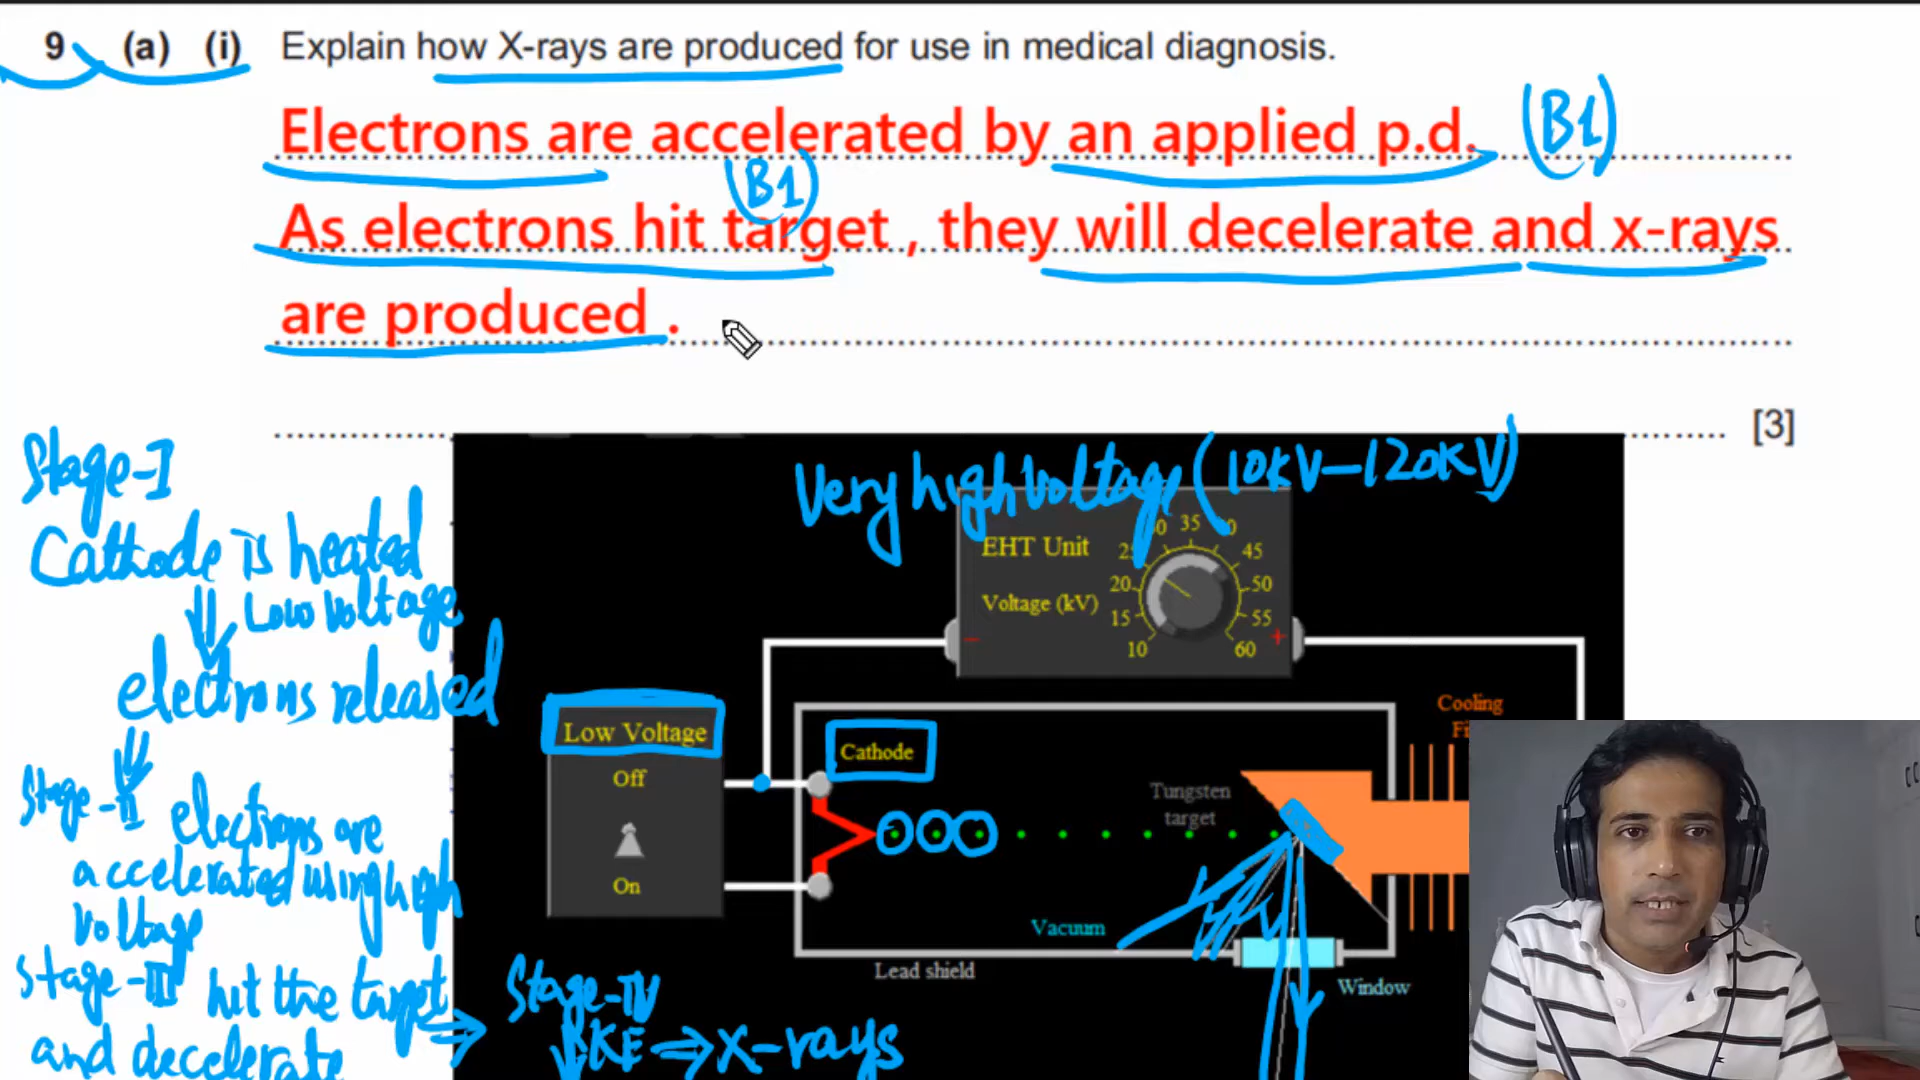 9 (a) (i) Explain how X-rays are produced for use in medical diagnosis.
Electrons are accelerated by an applied p.d. (B1)
(B1)
As electrons hit target , they will decelerate and x-rays
are produced .
[3]
Stage-I
Cathode is heated
Low Voltage
electrons released
Stage-II electrons are
accelerated using high
voltage
Stage-III hit the target
and decelerate
Stage-IV
KE ⇒ X-rays
Very high voltage (10KV-120KV)
EHT Unit
Voltage (kV)
10 15 20 35 45 50 55 60
- +
Low Voltage
Off
On
Cathode
Tungsten
target
Cooling
Vacuum
Lead shield
Window